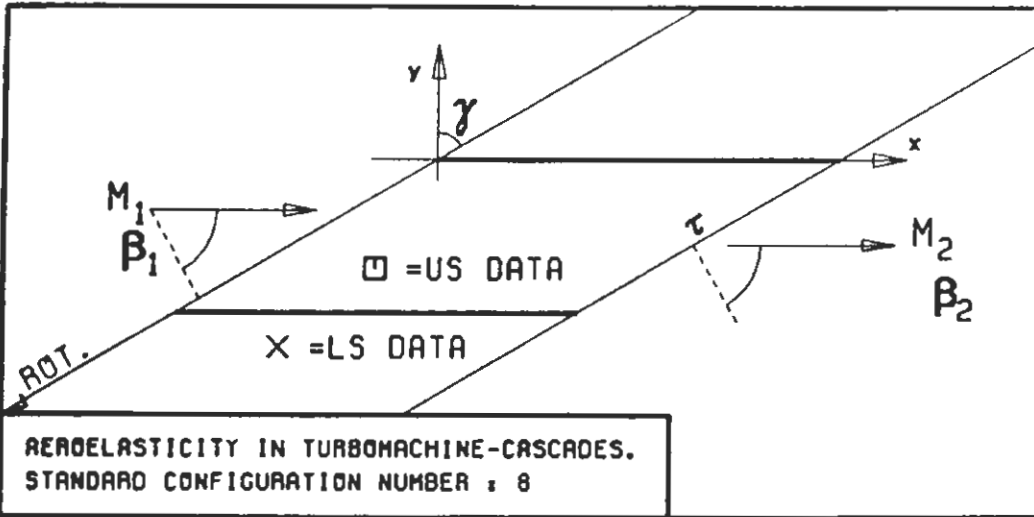 y
γ
x
M₁
β₁
τ
M₂
β₂
□ =US DATA
X =LS DATA
ROT.
AEROELASTICITY IN TURBOMACHINE-CASCADES.
STANDARD CONFIGURATION NUMBER : 8